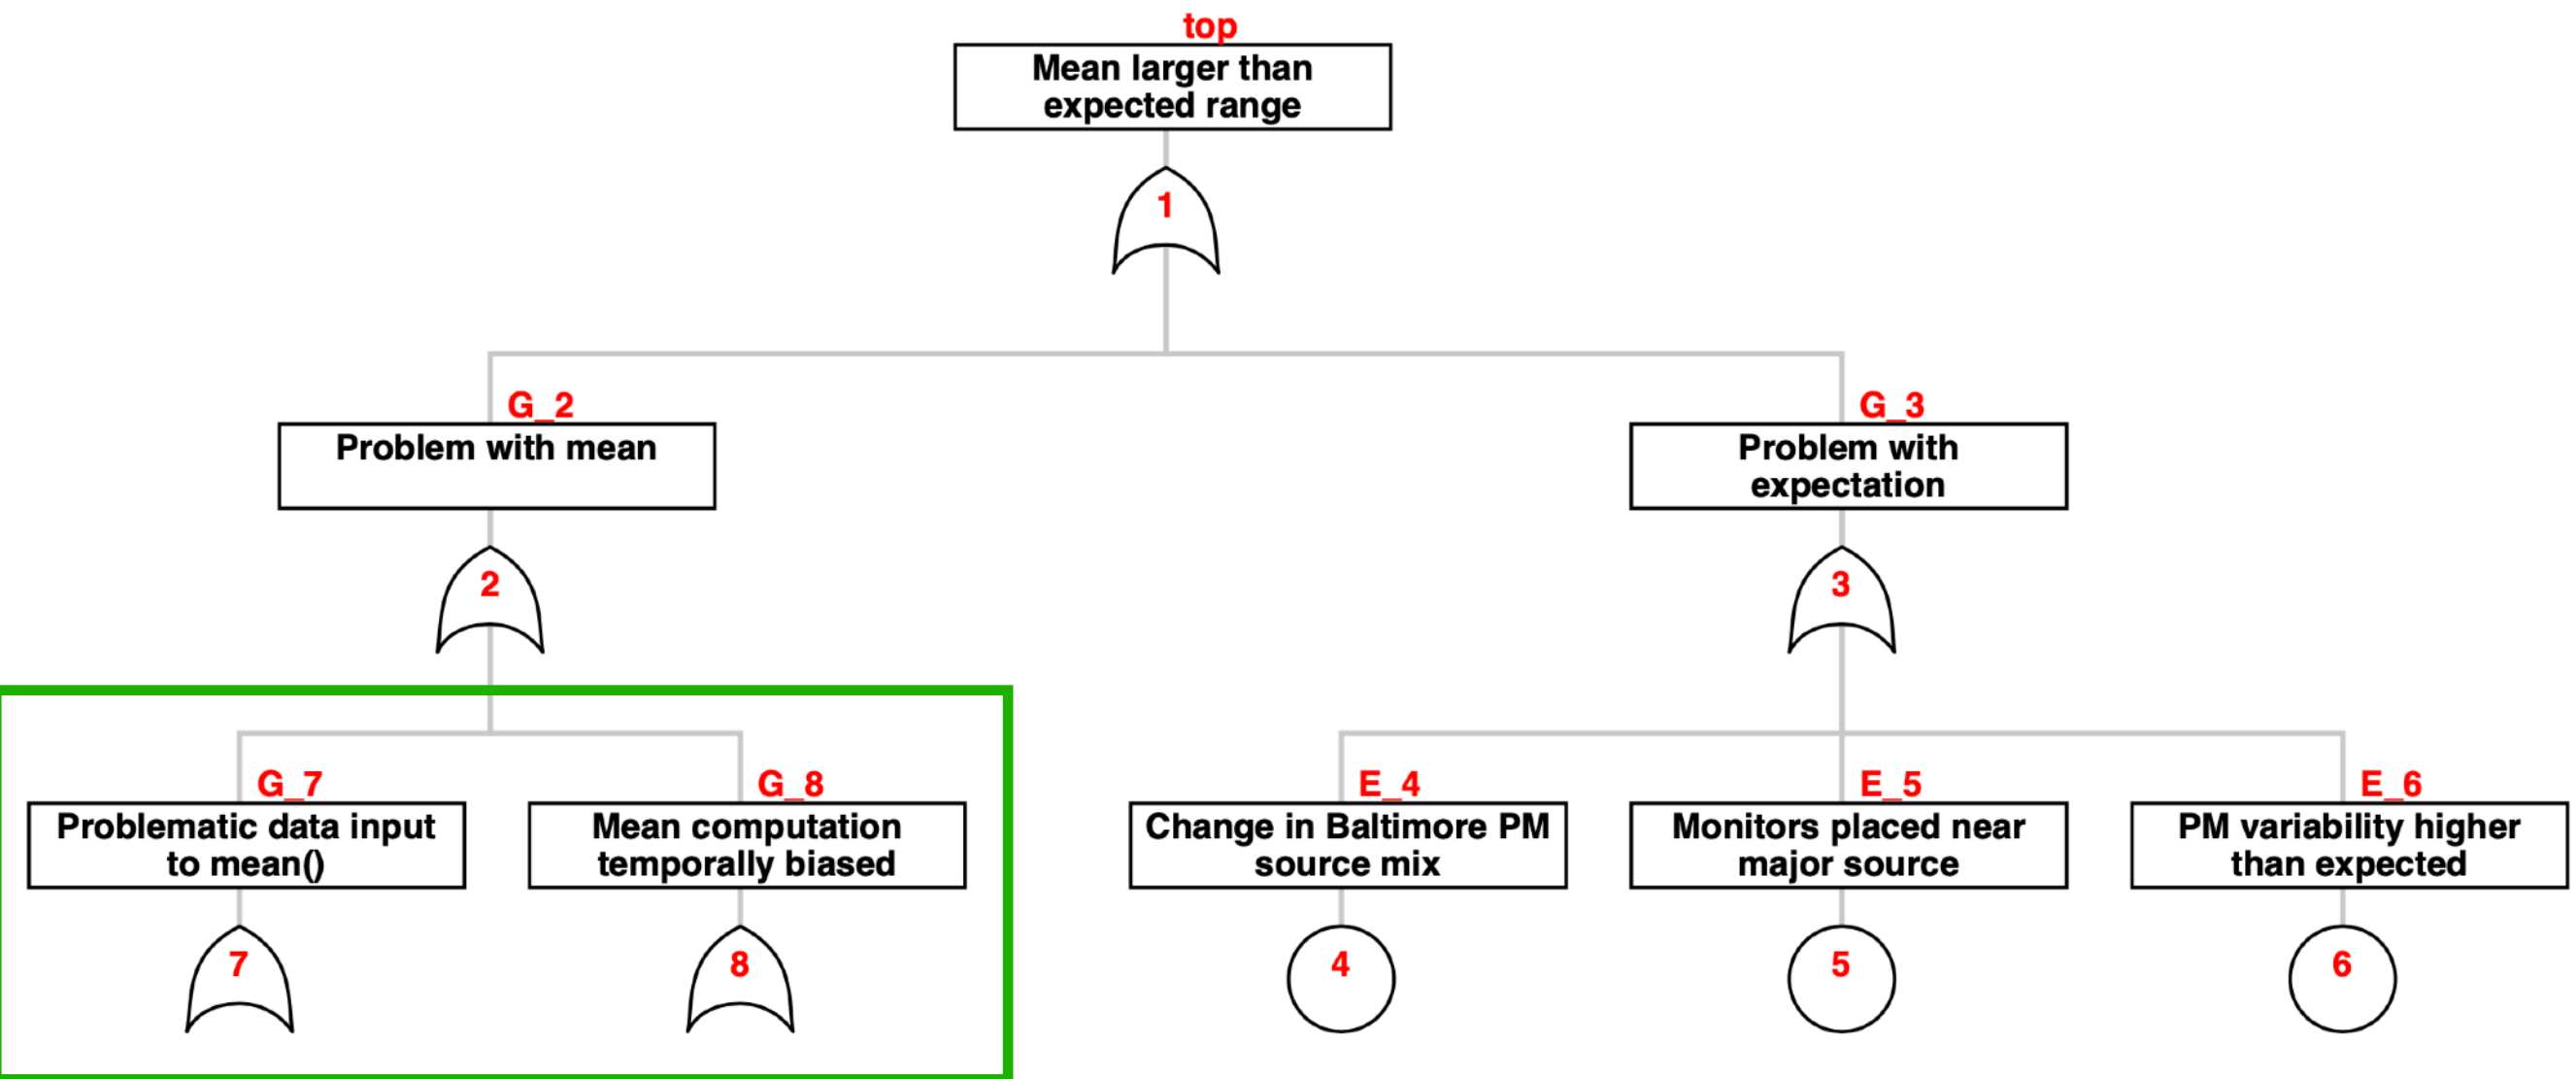 top
Mean larger than
expected range
1
G_2
Problem with mean
G_3
Problem with
expectation
2
3
G_7
Problematic data input
to mean()
G_8
Mean computation
temporally biased
E_4
Change in Baltimore PM
source mix
E_5
Monitors placed near
major source
E_6
PM variability higher
than expected
7
8
4
5
6